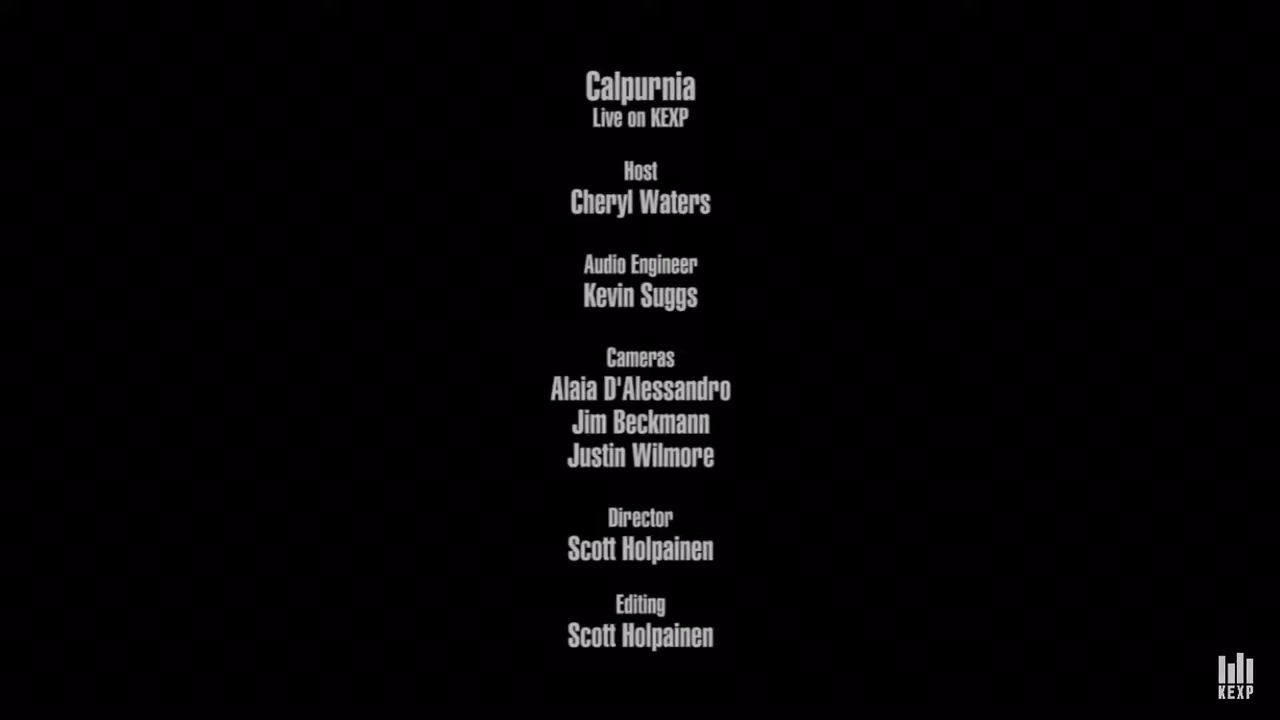 Calpurnia
Live on KEXP
Host
Cheryl Waters
Audio Engineer
Kevin Suggs
Cameras
Alaia D'Alessandro
Jim Beckmann
Justin Wilmore
Director
Scott Holpainen
Editing
Scott Holpainen
KEXP